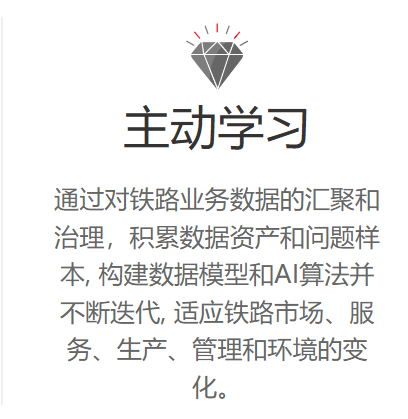 主动学习
通过对铁路业务数据的汇聚和
治理，积累数据资产和问题样
本, 构建数据模型和AI算法并
不断迭代, 适应铁路市场、服
务、生产、管理和环境的变
化。